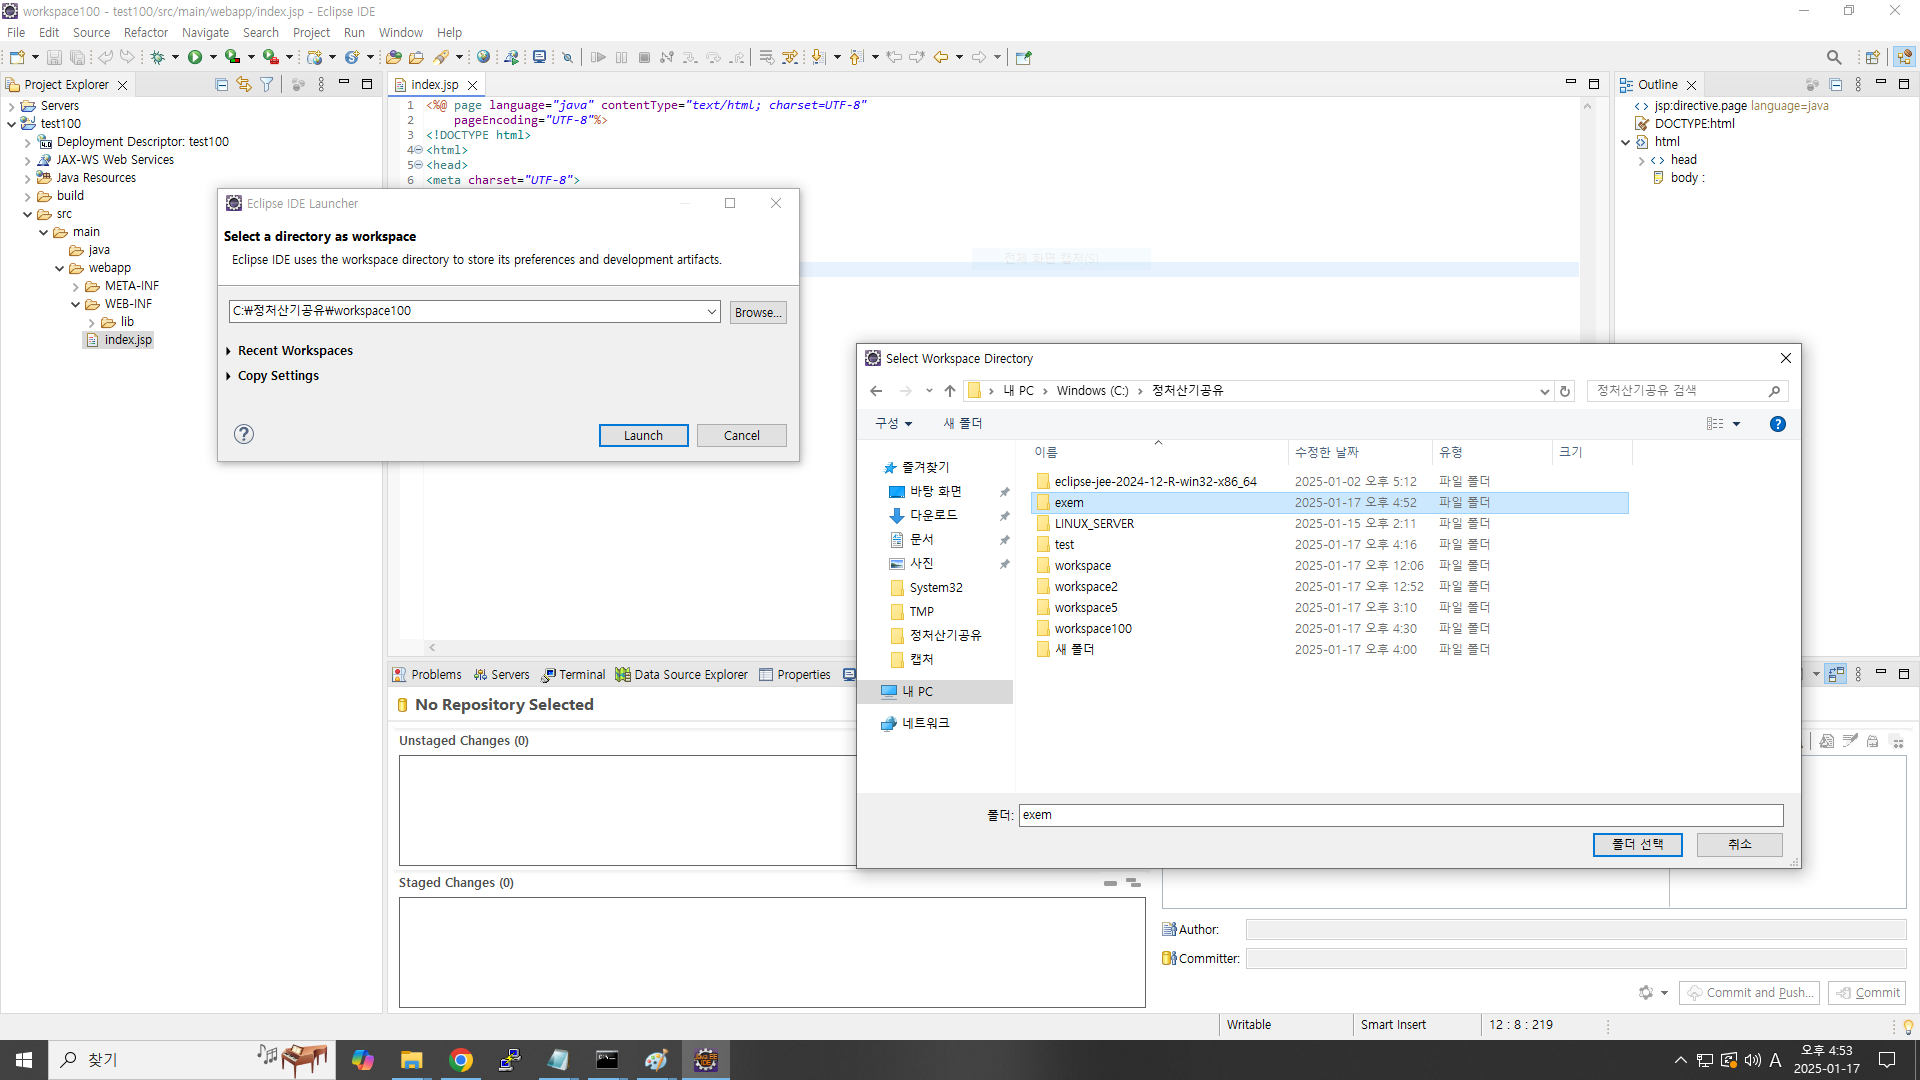 workspace100 - test100/src/main/webapp/index.jsp - Eclipse IDE
File Edit Source Refactor Navigate Search Project Run Window Help
Project Explorer
Servers
test100
Deployment Descriptor: test100
JAX-WS Web Services
Java Resources
build
src
main
java
webapp
META-INF
WEB-INF
lib
index.jsp
index.jsp
1 <%@ page language="java" contentType="text/html; charset=UTF-8"
2 pageEncoding="UTF-8"%>
3 <!DOCTYPE html>
4 <html>
5 <head>
6 <meta charset="UTF-8">
전체 화면 캡처(S)
Outline
jsp:directive.page language=java
DOCTYPE:html
html
head
body :
Eclipse IDE Launcher
Select a directory as workspace
Eclipse IDE uses the workspace directory to store its preferences and development artifacts.
C:₩정처산기공유₩workspace100
Browse...
Recent Workspaces
Copy Settings
Launch
Cancel
Select Workspace Directory
내 PC > Windows (C:) > 정처산기공유
정처산기공유 검색
구성
새 폴더
즐겨찾기
바탕 화면
다운로드
문서
사진
System32
TMP
정처산기공유
캡처
내 PC
네트워크
이름 수정한 날짜 유형 크기
eclipse-jee-2024-12-R-win32-x86_64 2025-01-02 오후 5:12 파일 폴더
exem 2025-01-17 오후 4:52 파일 폴더
LINUX_SERVER 2025-01-15 오후 2:11 파일 폴더
test 2025-01-17 오후 4:16 파일 폴더
workspace 2025-01-17 오후 12:06 파일 폴더
workspace2 2025-01-17 오후 12:52 파일 폴더
workspace5 2025-01-17 오후 3:10 파일 폴더
workspace100 2025-01-17 오후 4:30 파일 폴더
새 폴더 2025-01-17 오후 4:00 파일 폴더
폴더: exem
폴더 선택
취소
Problems Servers Terminal Data Source Explorer Properties
No Repository Selected
Unstaged Changes (0)
Staged Changes (0)
Author:
Committer:
Commit and Push...
Commit
Writable Smart Insert 12 : 8 : 219
찾기
A
오후 4:53
2025-01-17